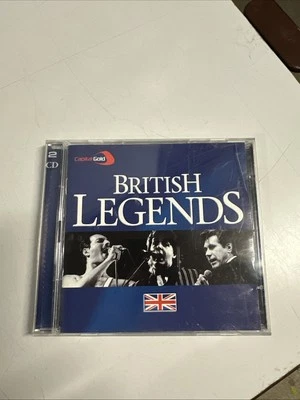 2
CD
Capital Gold
BRITISH
LEGENDS